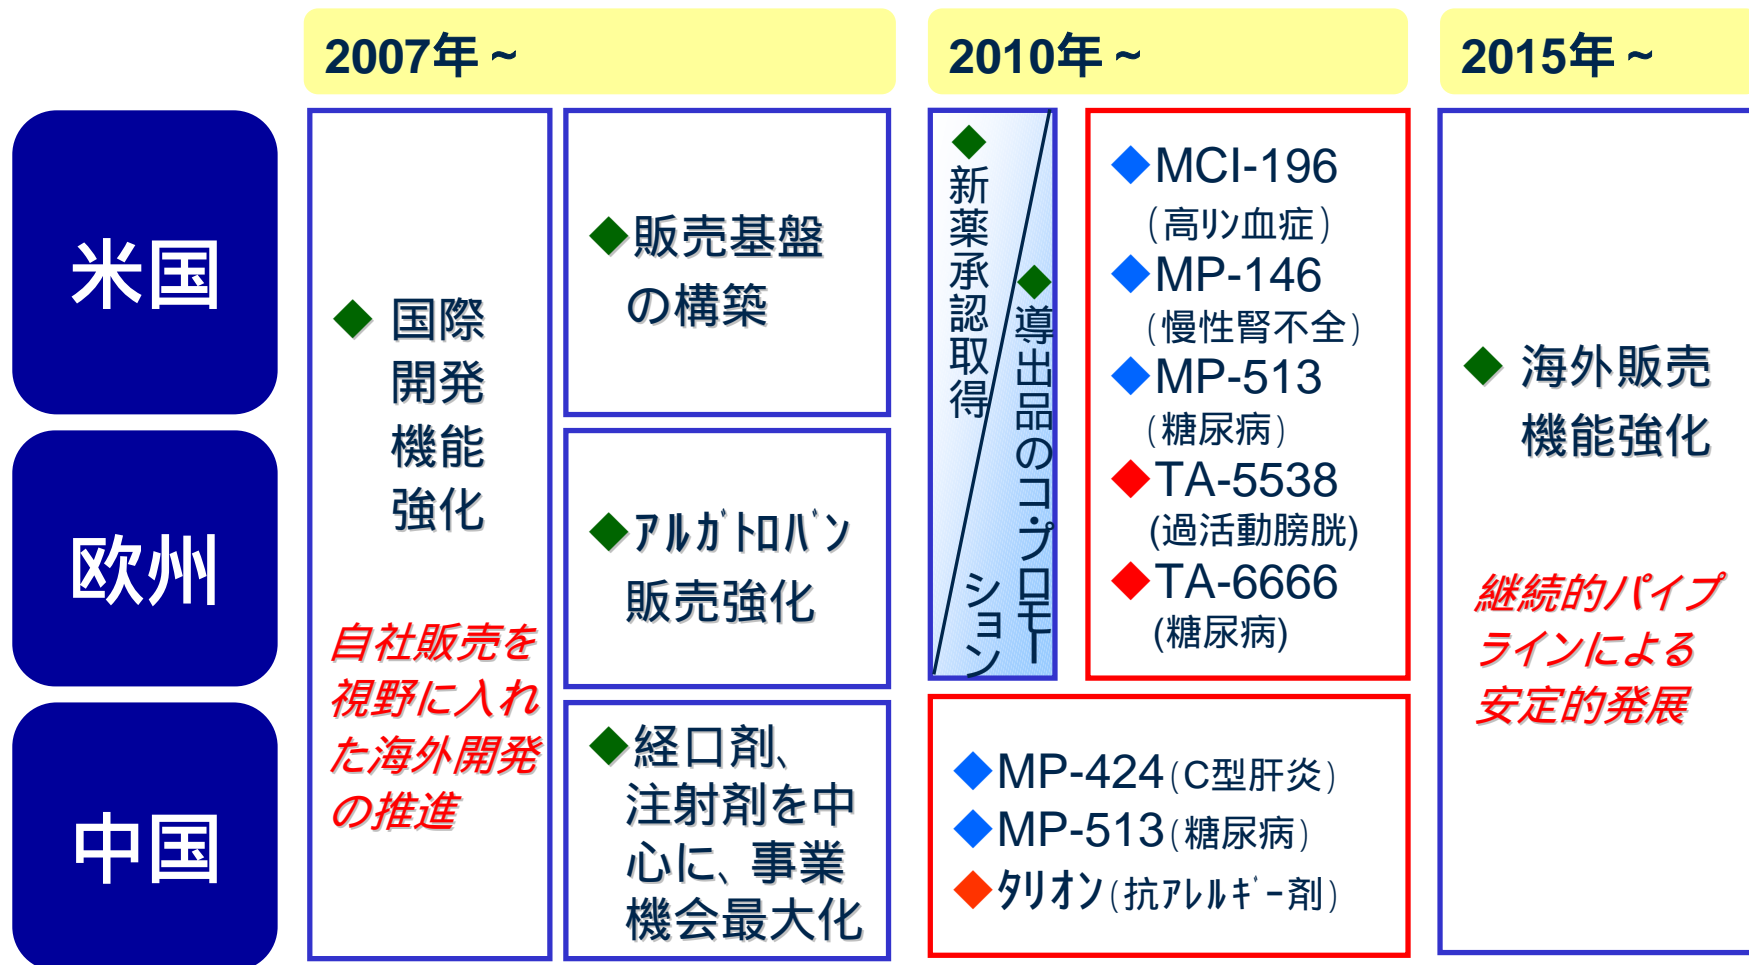 2007年 ~
2010年 ~
2015年 ~
米国
欧州
中国
◆ 国際
開発
機能
強化
自社販売を
視野に入れ
た海外開発
の推進
◆販売基盤
の構築
◆アルガトロバン
販売強化
◆経口剤、
注射剤を中
心に、事業
機会最大化
◆新薬承認取得
◆導出品のコ・プロモー
ション
◆MCI-196
(高リン血症)
◆MP-146
(慢性腎不全)
◆MP-513
(糖尿病)
◆TA-5538
(過活動膀胱)
◆TA-6666
(糖尿病)
◆MP-424(C型肝炎)
◆MP-513(糖尿病)
◆タリオン(抗アレルギー剤)
◆ 海外販売
機能強化
継続的パイプ
ラインによる
安定的発展